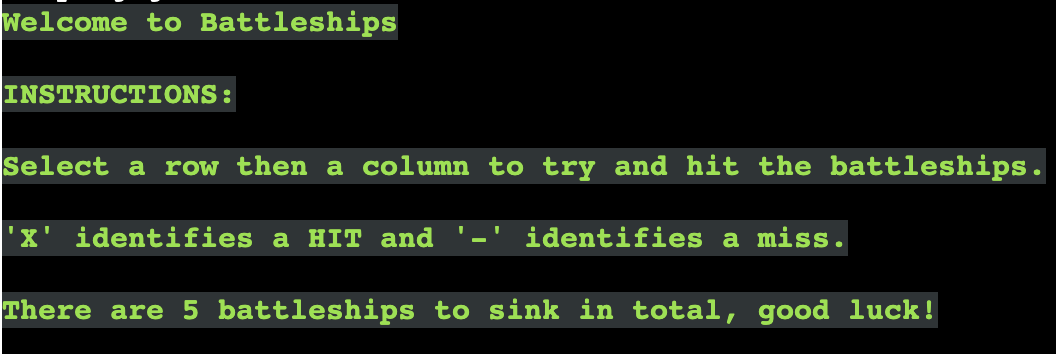 Welcome to Battleships
INSTRUCTIONS:
Select a row then a column to try and hit the battleships.
'X' identifies a HIT and '-' identifies a miss.
There are 5 battleships to sink in total, good luck!